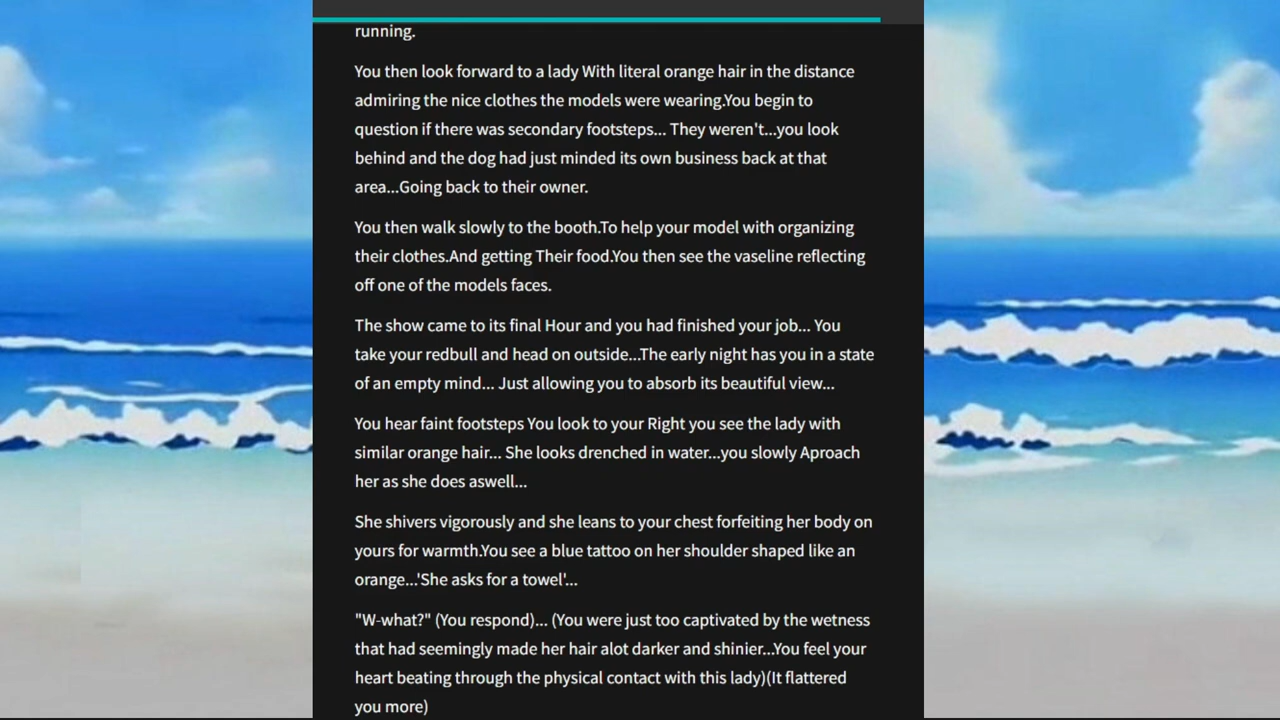 running.
You then look forward to a lady With literal orange hair in the distance
admiring the nice clothes the models were wearing.You begin to
question if there was secondary footsteps... They weren't...you look
behind and the dog had just minded its own business back at that
area...Going back to their owner.
You then walk slowly to the booth.To help your model with organizing
their clothes.And getting Their food.You then see the vaseline reflecting
off one of the models faces.
The show came to its final Hour and you had finished your job... You
take your redbull and head on outside...The early night has you in a state
of an empty mind... Just allowing you to absorb its beautiful view...
You hear faint footsteps You look to your Right you see the lady with
similar orange hair... She looks drenched in water...you slowly Aproach
her as she does aswell...
She shivers vigorously and she leans to your chest forfeiting her body on
yours for warmth.You see a blue tattoo on her shoulder shaped like an
orange...'She asks for a towel'...
"W-what?" (You respond)... (You were just too captivated by the wetness
that had seemingly made her hair alot darker and shinier...You feel your
heart beating through the physical contact with this lady)(It flattered
you more)